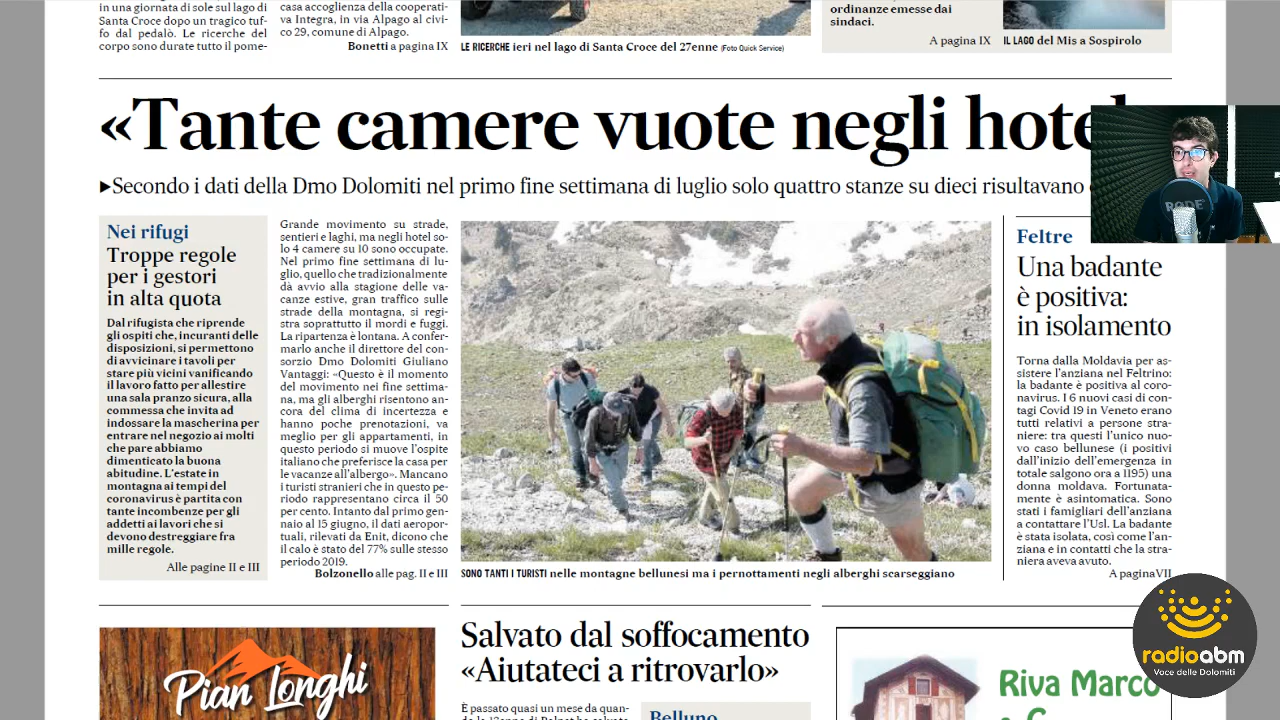 in una giornata di sole sul lago di
Santa Croce dopo un tragico tuf-
fo dal pedalò. Le ricerche del
corpo sono durate tutto il pome-
casa accoglienza della cooperati-
va Integra, in via Alpago al civi-
co 29, comune di Alpago.
Bonetti a pagina IX
LE RICERCHE ieri nel lago di Santa Croce del 27enne (Foto Quick Service)
ordinanze emesse dai
sindaci.
A pagina IX
IL LAGO del Mis a Sospirolo
«Tante camere vuote negli
▶Secondo i dati della Dmo Dolomiti nel primo fine settimana di luglio solo quattro stanze su dieci risultavano
Nei rifugi
Troppe regole
per i gestori
in alta quota
Dal rifugista che riprende
gli ospiti che, incuranti delle
disposizioni, si permettono
di avvicinare i tavoli per
stare più vicini vanificando
il lavoro fatto per allestire
una sala pranzo sicura, alla
commessa che invita ad
indossare la mascherina per
entrare nel negozio ai molti
che pare abbiamo
dimenticato la buona
abitudine. L'estate in
montagna ai tempi del
coronavirus è partita con
tante incombenze per gli
addetti ai lavori che si
devono destreggiare fra
mille regole.
Alle pagine II e III
Grande movimento su strade,
sentieri e laghi, ma negli hotel so-
lo 4 camere su 10 sono occupate.
Nel primo fine settimana di lu-
glio, quello che tradizionalmente
dà avvio alla stagione delle va-
canze estive, gran traffico sulle
strade della montagna, si regi-
stra soprattutto il mordi e fuggi.
La ripartenza è lontana. A confer-
marlo anche il direttore del con-
sorzio Dmo Dolomiti Giuliano
Vantaggi: «Questo è il momento
del movimento nei fine settima-
na, ma gli alberghi risentono an-
cora del clima di incertezza e
hanno poche prenotazioni, va
meglio per gli appartamenti, in
questo periodo si muove l'ospite
italiano che preferisce la casa per
le vacanze all'albergo». Mancano
i turisti stranieri che in questo pe-
riodo rappresentano circa il 50
per cento. Intanto dal primo gen-
naio al 15 giugno, il dati aeropor-
tuali, rilevati da Enit, dicono che
il calo è stato del 77% sulle stesso
periodo 2019.
Bolzonello alle pag. II e III
SONO TANTI I TURISTI nelle montagne bellunesi ma i pernottamenti negli alberghi scarseggiano
Feltre
Una badante
è positiva:
in isolamento
Torna dalla Moldavia per as-
sistere l'anziana nel Feltrino:
la badante è positiva al coro-
navirus. I 6 nuovi casi di con-
tagi Covid 19 in Veneto erano
tutti relativi a persone stra-
niere: tra questi l'unico nuo-
vo caso bellunese (i positivi
dall'inizio dell'emergenza in
totale salgono ora a 1195) una
donna moldava. Fortunata-
mente è asintomatica. Sono
stati i famigliari dell'anziana
a contattare l'Usl. La badante
è stata isolata, così come l'an-
ziana e in contatti che la stra-
niera aveva avuto.
A pagina VII
Pian Longhi
Salvato dal soffocamento
«Aiutateci a ritrovarlo»
È passato quasi un mese da quan-
Belluno
Riva Marco
RODE
radioabm
Voce delle Dolomiti